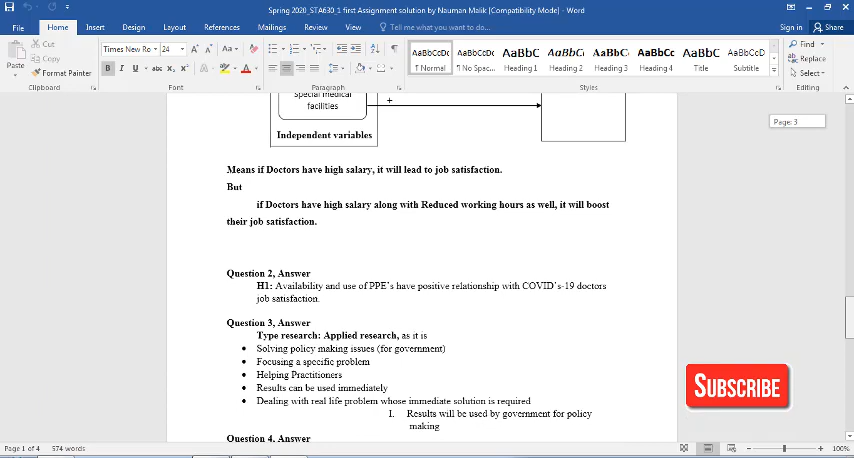 Spring 2020_STA630_1 first Assignment solution by Nauman Malik [Compatibility Mode] - Word
File Home Insert Design Layout References Mailings Review View Tell me what you want to do... Sign in Share
Cut
Copy
Format Painter
Paste
Times New Ro 24
Clipboard Font Paragraph Styles Editing
AaBbCcDc AaBbCcDc AaBbC AaBbCc AaBbCc AaBbCc AaBbC AaBbCcD
¶ Normal ¶ No Spac... Heading 1 Heading 2 Heading 3 Heading 4 Title Subtitle
Find
Replace
Select
Special medical
facilities
Independent variables
Page: 3
Means if Doctors have high salary, it will lead to job satisfaction.
But
if Doctors have high salary along with Reduced working hours as well, it will boost
their job satisfaction.
Question 2, Answer
H1: Availability and use of PPE's have positive relationship with COVID's-19 doctors
job satisfaction.
Question 3, Answer
Type research: Applied research, as it is
• Solving policy making issues (for government)
• Focusing a specific problem
• Helping Practitioners
• Results can be used immediately
• Dealing with real life problem whose immediate solution is required
I. Results will be used by government for policy
making
Question 4, Answer
SUBSCRIBE
Page 1 of 4 574 words 100%